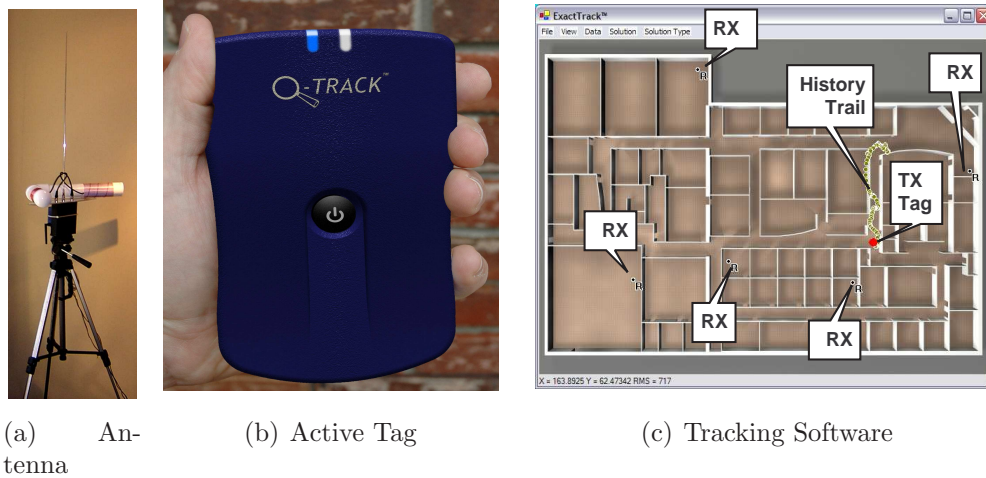 Q-TRACK™
ExactTrack™
File View Data Solution Solution Type
RX
RX
History
Trail
TX
Tag
RX
RX
RX
R
R
R
R
R
X = 163.8925 Y = 62.47342 RMS = 717
(a) An-
tenna
(b) Active Tag
(c) Tracking Software